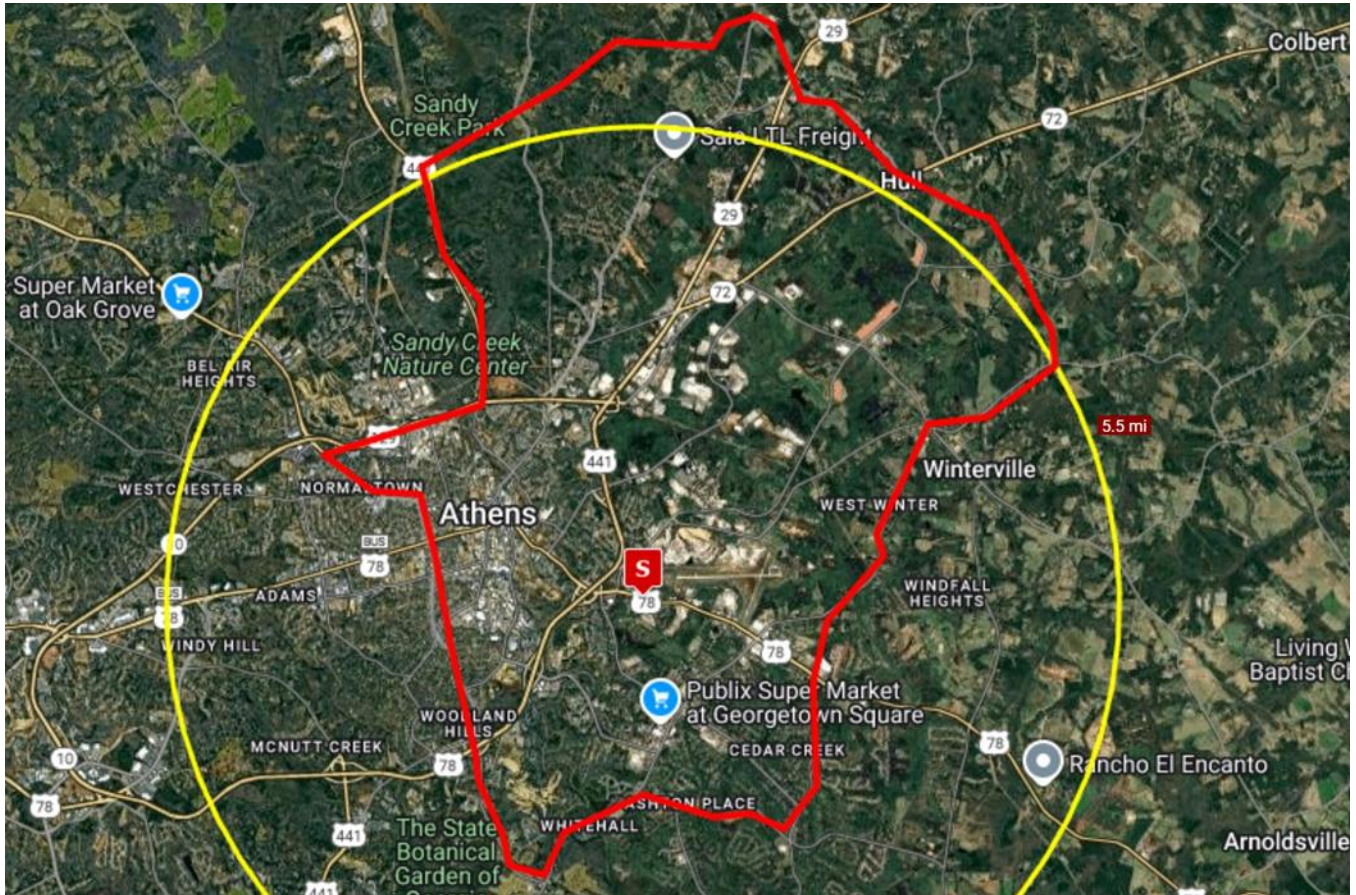 29
Colbert
Sandy
Creek Park
72
Saia LTL Freight
Hull
29
Super Market
at Oak Grove
72
Sandy Creek
Nature Center
BEL AIR
HEIGHTS
5.5 mi
441
Winterville
WESTCHESTER
NORMALTOWN
WEST WINTER
Athens
BUS
78
S
78
ADAMS
WINDFALL
HEIGHTS
BUS
78
WINDY HILL
78
Living
Baptist
Publix Super Market
at Georgetown Square
WOODLAND
HILLS
CEDAR CREEK
MCNUTT CREEK
78
10
78
Rancho El Encanto
78
ASHTON PLACE
WHITEHALL
441
The State
Botanical
Garden of
Arnoldsville
441